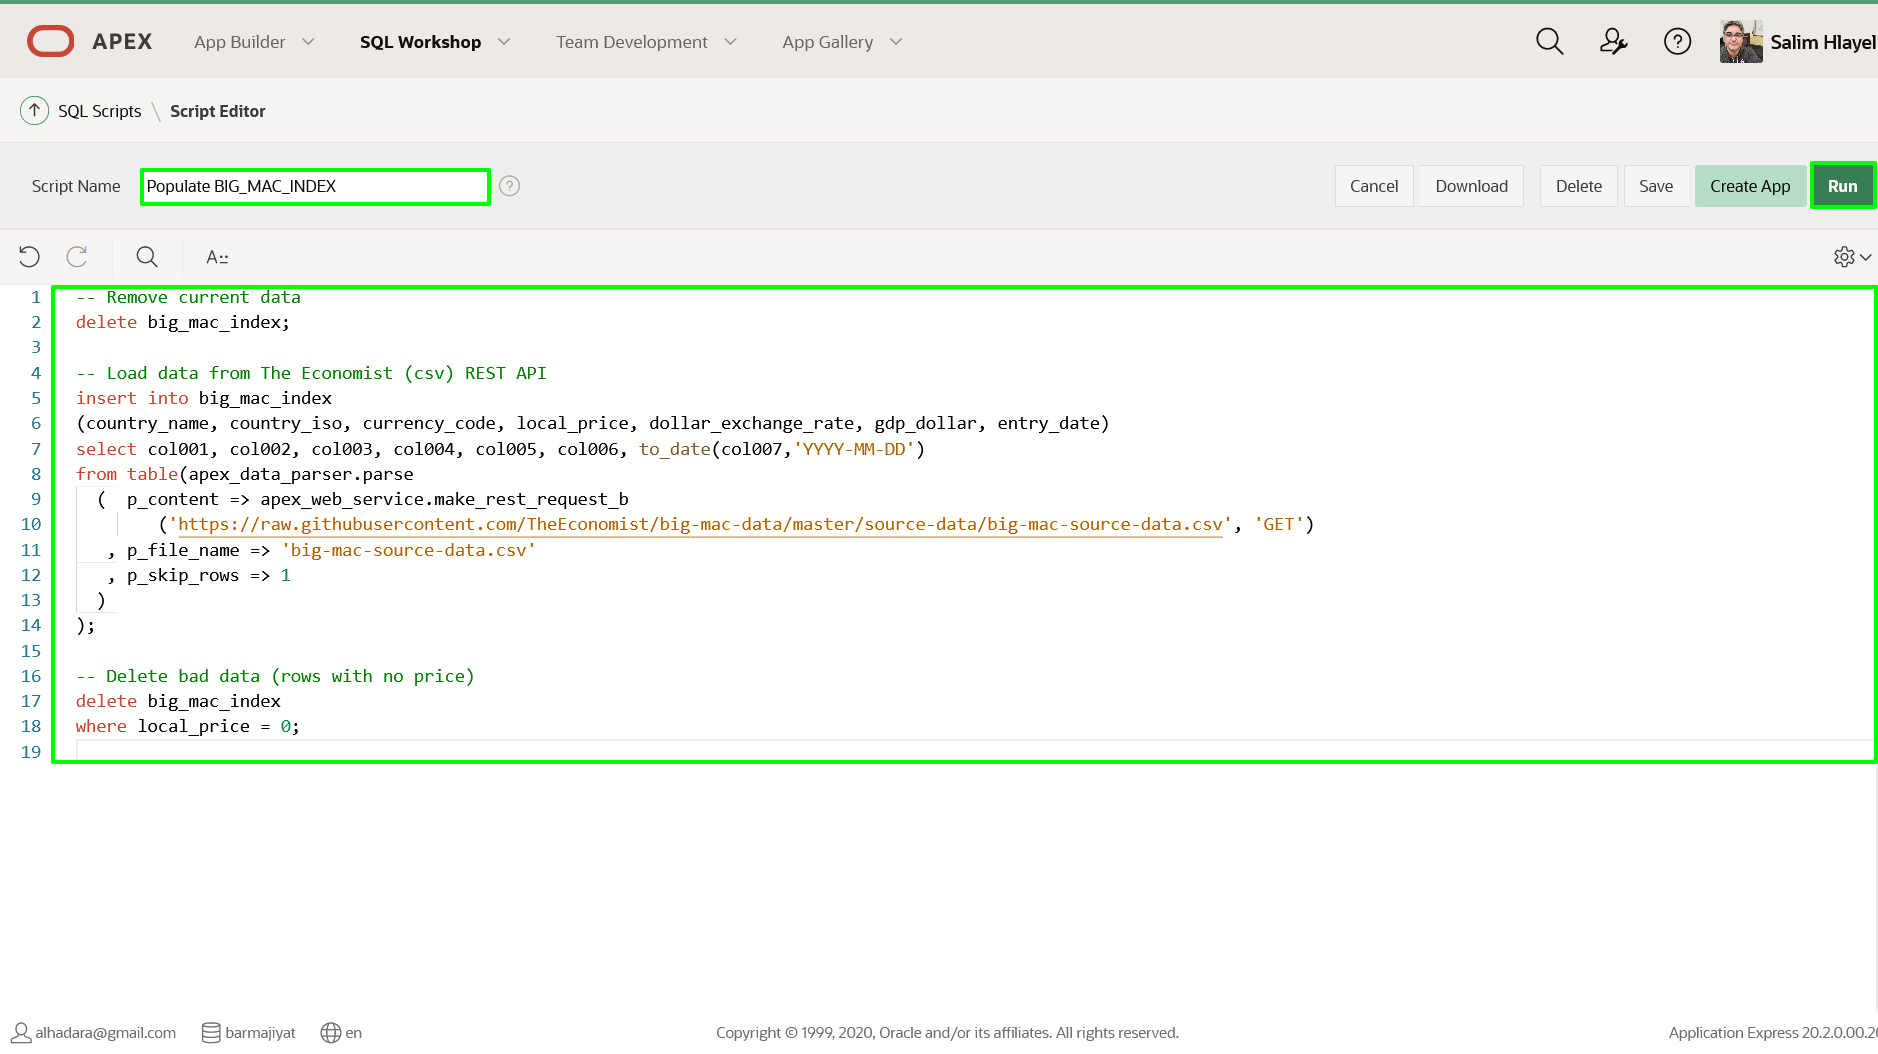 APEX App Builder SQL Workshop Team Development App Gallery Salim Hlayel
SQL Scripts \ Script Editor
Script Name Populate BIG_MAC_INDEX ? Cancel Download Delete Save Create App Run
A::
1 -- Remove current data
2 delete big_mac_index;
3
4 -- Load data from The Economist (csv) REST API
5 insert into big_mac_index
6 (country_name, country_iso, currency_code, local_price, dollar_exchange_rate, gdp_dollar, entry_date)
7 select col001, col002, col003, col004, col005, col006, to_date(col007,'YYYY-MM-DD')
8 from table(apex_data_parser.parse
9 ( p_content => apex_web_service.make_rest_request_b
10 ('https://raw.githubusercontent.com/TheEconomist/big-mac-data/master/source-data/big-mac-source-data.csv', 'GET')
11 , p_file_name => 'big-mac-source-data.csv'
12 , p_skip_rows => 1
13 )
14 );
15
16 -- Delete bad data (rows with no price)
17 delete big_mac_index
18 where local_price = 0;
19
alhadara@gmail.com barmajiyat en Copyright © 1999, 2020, Oracle and/or its affiliates. All rights reserved. Application Express 20.2.0.00.20